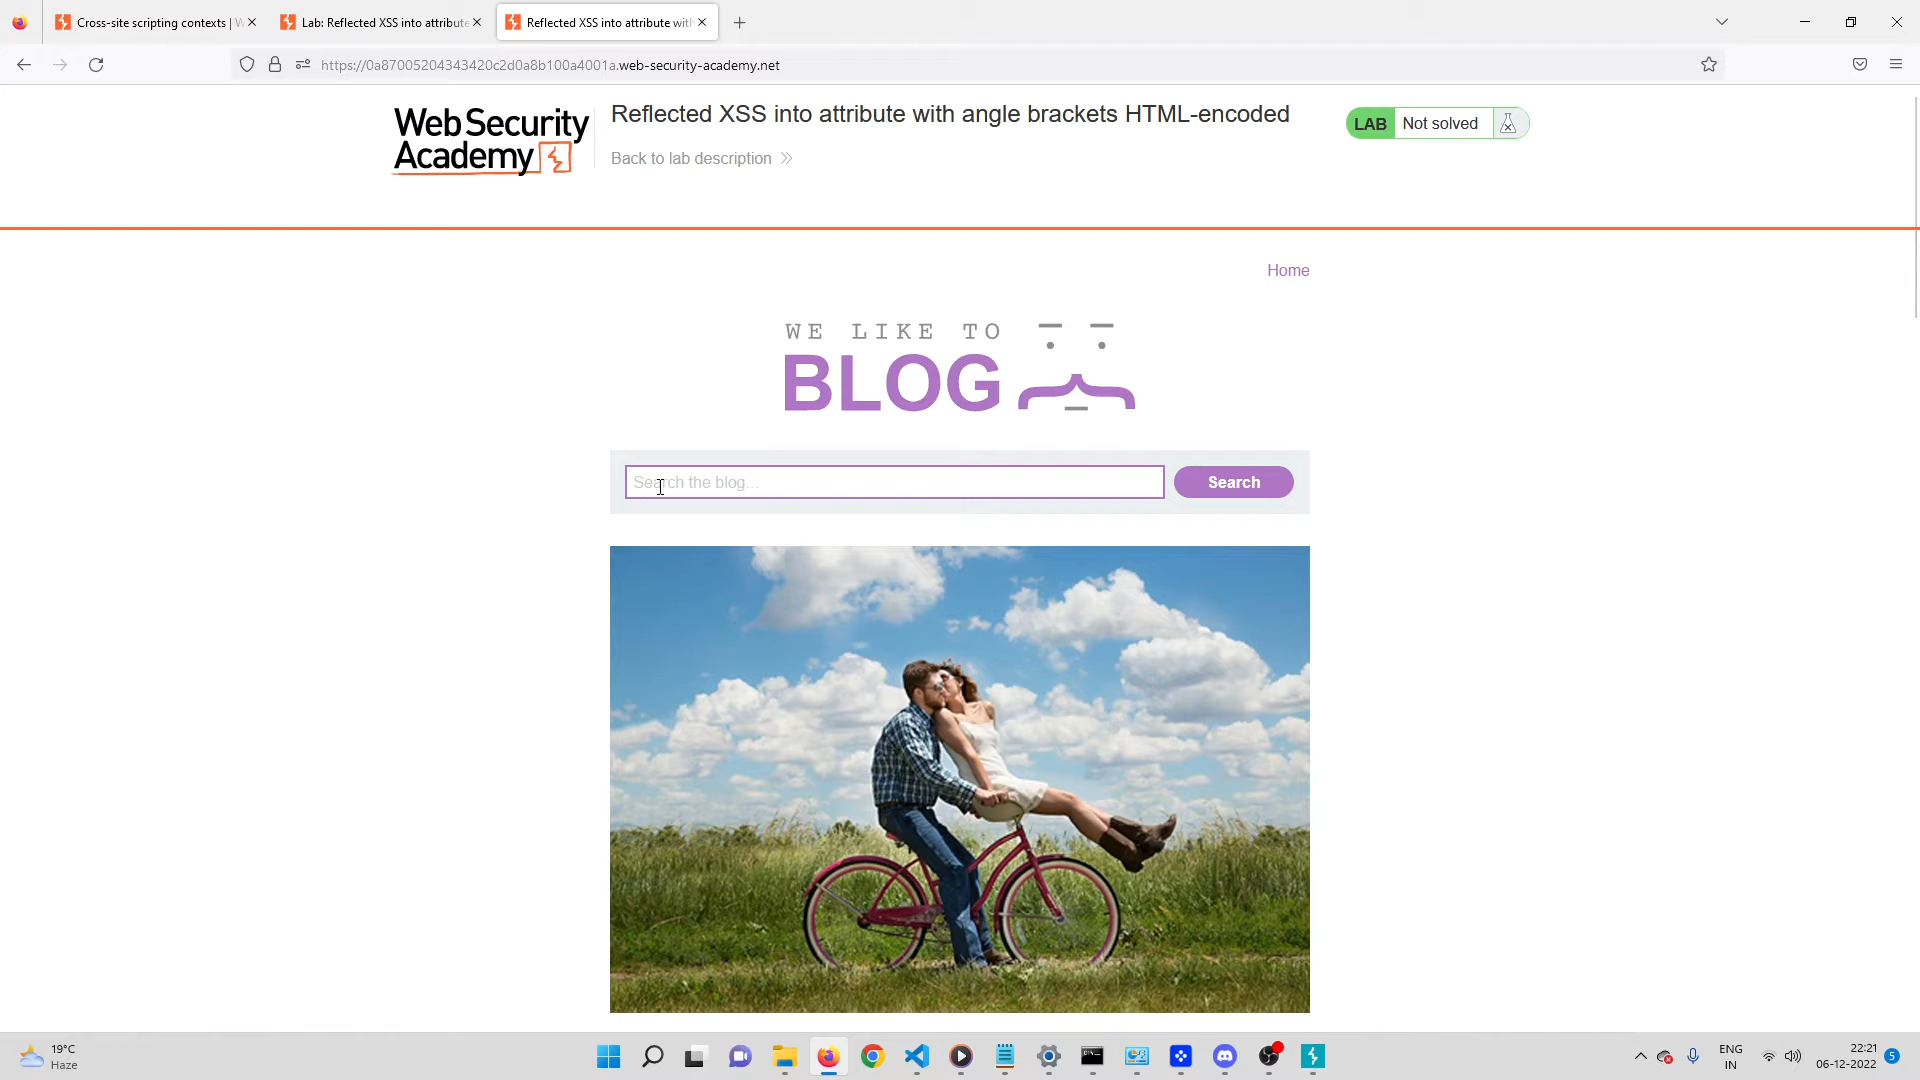 Cross-site scripting contexts | W
Lab: Reflected XSS into attribute
Reflected XSS into attribute with
https://0a87005204343420c2d0a8b100a4001a.web-security-academy.net
Web Security
Academy
Reflected XSS into attribute with angle brackets HTML-encoded
Back to lab description
LAB Not solved
Home
WE LIKE TO
BLOG
Search the blog...
Search
19°C
Haze
ENG
IN
22:21
06-12-2022
5